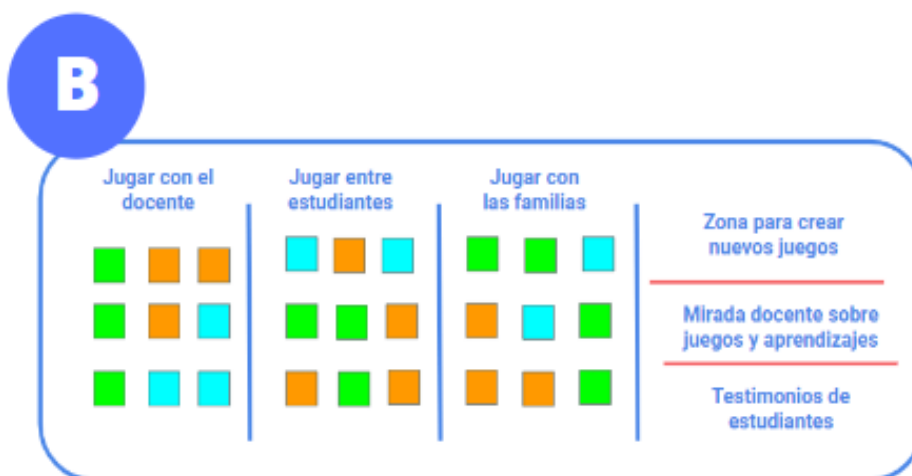 B
Jugar con el
docente
Jugar entre
estudiantes
Jugar con
las familias
Zona para crear
nuevos juegos
Mirada docente sobre
juegos y aprendizajes
Testimonios de
estudiantes